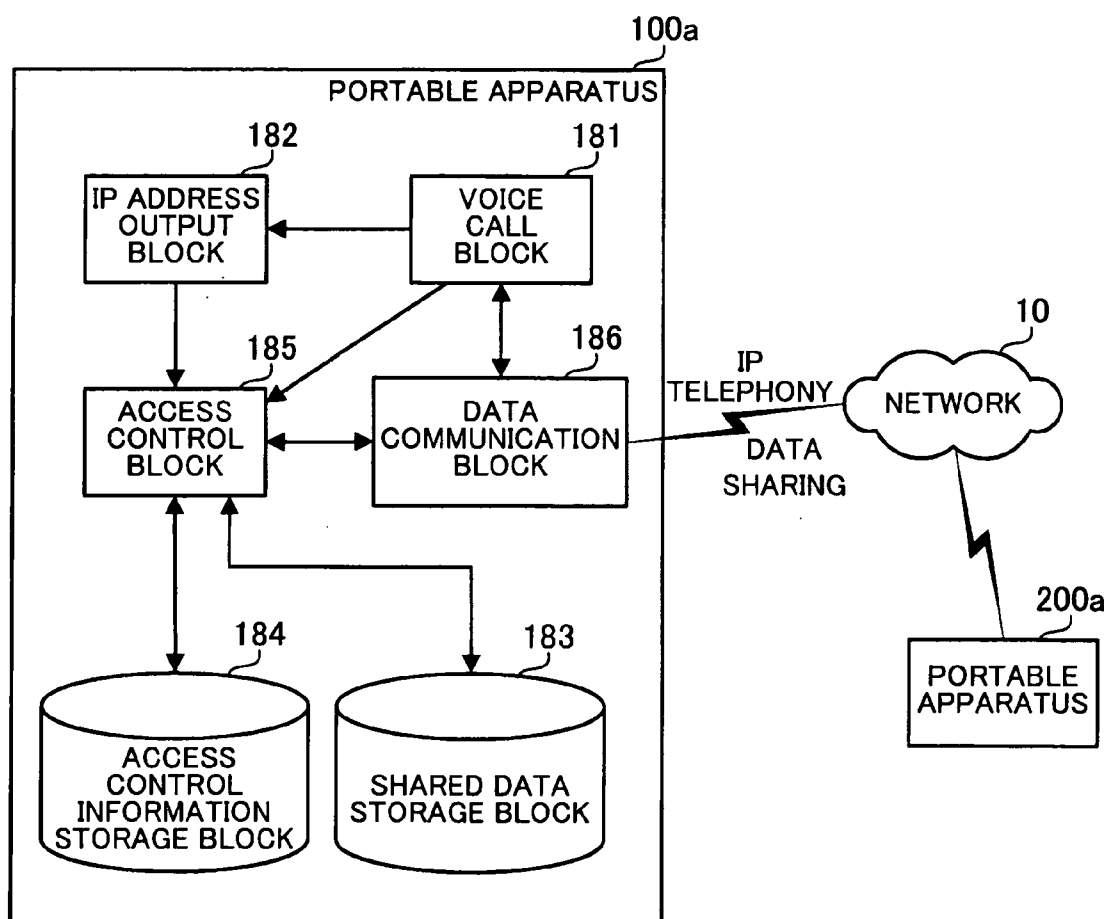 100a
PORTABLE APPARATUS
182
181
IP ADDRESS
OUTPUT
BLOCK
VOICE
CALL
BLOCK
185
186
10
ACCESS
CONTROL
BLOCK
DATA
COMMUNICATION
BLOCK
IP
TELEPHONY
DATA
SHARING
NETWORK
184
183
200a
ACCESS
CONTROL
INFORMATION
STORAGE BLOCK
SHARED DATA
STORAGE BLOCK
PORTABLE
APPARATUS